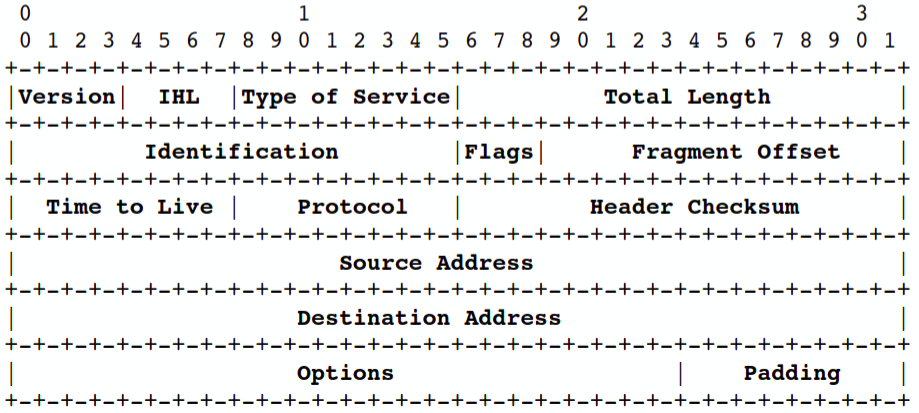 0                   1                   2                   3
 0 1 2 3 4 5 6 7 8 9 0 1 2 3 4 5 6 7 8 9 0 1 2 3 4 5 6 7 8 9 0 1
+-+-+-+-+-+-+-+-+-+-+-+-+-+-+-+-+-+-+-+-+-+-+-+-+-+-+-+-+-+-+-+-+
|Version|  IHL  |Type of Service|          Total Length         |
+-+-+-+-+-+-+-+-+-+-+-+-+-+-+-+-+-+-+-+-+-+-+-+-+-+-+-+-+-+-+-+-+
|         Identification        |Flags|      Fragment Offset    |
+-+-+-+-+-+-+-+-+-+-+-+-+-+-+-+-+-+-+-+-+-+-+-+-+-+-+-+-+-+-+-+-+
|  Time to Live |    Protocol   |         Header Checksum       |
+-+-+-+-+-+-+-+-+-+-+-+-+-+-+-+-+-+-+-+-+-+-+-+-+-+-+-+-+-+-+-+-+
|                       Source Address                          |
+-+-+-+-+-+-+-+-+-+-+-+-+-+-+-+-+-+-+-+-+-+-+-+-+-+-+-+-+-+-+-+-+
|                    Destination Address                        |
+-+-+-+-+-+-+-+-+-+-+-+-+-+-+-+-+-+-+-+-+-+-+-+-+-+-+-+-+-+-+-+-+
|                    Options                    |    Padding    |
+-+-+-+-+-+-+-+-+-+-+-+-+-+-+-+-+-+-+-+-+-+-+-+-+-+-+-+-+-+-+-+-+